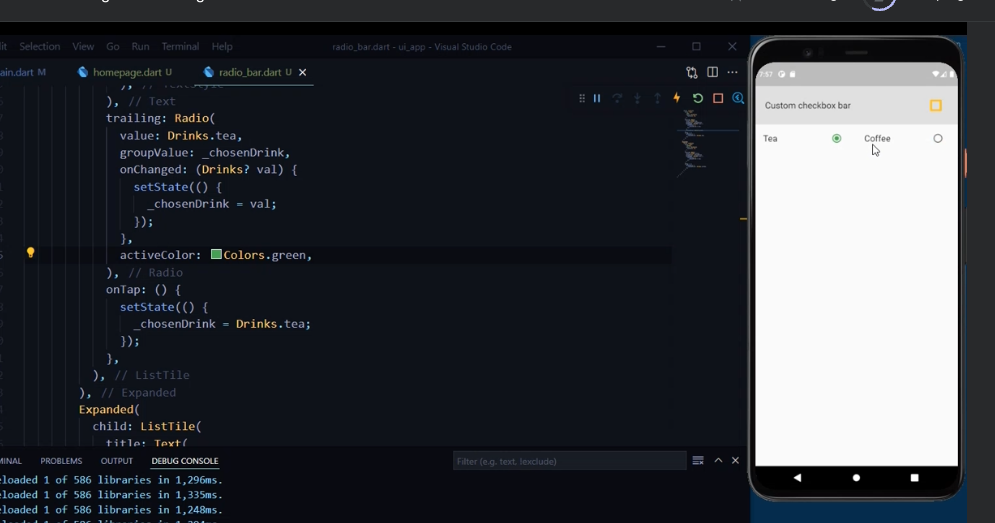 Selection View Go Run Terminal Help
radio_bar.dart - ui_app - Visual Studio Code
ain.dart M homepage.dart U radio_bar.dart U
), // TextStyle
), // Text
trailing: Radio(
value: Drinks.tea,
groupValue: _chosenDrink,
onChanged: (Drinks? val) {
setState(() {
_chosenDrink = val;
});
},
activeColor: Colors.green,
), // Radio
onTap: () {
setState(() {
_chosenDrink = Drinks.tea;
});
},
), // ListTile
), // Expanded
Expanded(
child: ListTile(
title: Text(
MINAL PROBLEMS OUTPUT DEBUG CONSOLE
Filter (e.g. text, !exclude)
eloaded 1 of 586 libraries in 1,296ms.
eloaded 1 of 586 libraries in 1,335ms.
eloaded 1 of 586 libraries in 1,248ms.
Custom checkbox bar
Tea Coffee